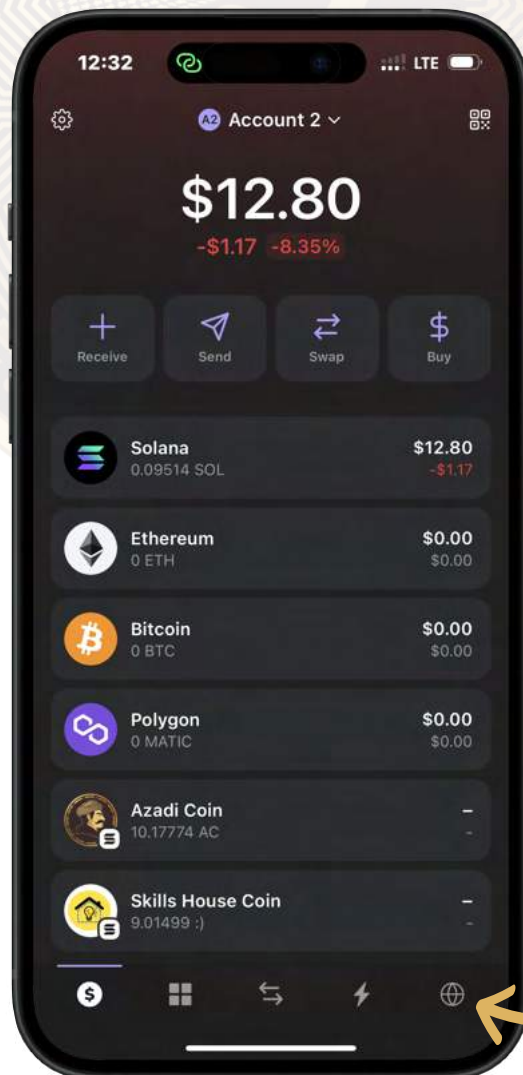 12:32
LTE
A2 Account 2
$12.80
-$1.17 -8.35%
Receive Send Swap Buy
Solana $12.80
0.09514 SOL -$1.17
Ethereum $0.00
0 ETH $0.00
Bitcoin $0.00
0 BTC $0.00
Polygon $0.00
0 MATIC $0.00
Azadi Coin –
10.17774 AC -
Skills House Coin –
9.01499 :) -